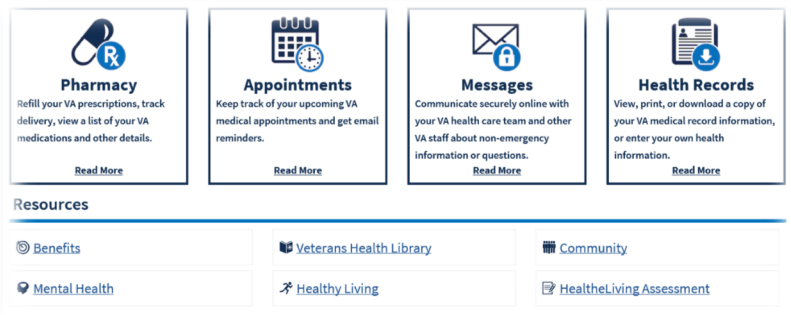 Pharmacy
Refill your VA prescriptions, track
delivery, view a list of your VA
medications and other details.
Read More
Appointments
Keep track of your upcoming VA
medical appointments and get email
reminders.
Read More
Messages
Communicate securely online with
your VA health care team and other
VA staff about non-emergency
information or questions.
Read More
Health Records
View, print, or download a copy of
your VA medical record information,
or enter your own health
information.
Read More
Resources
Benefits
Veterans Health Library
Community
Mental Health
Healthy Living
HealtheLiving Assessment